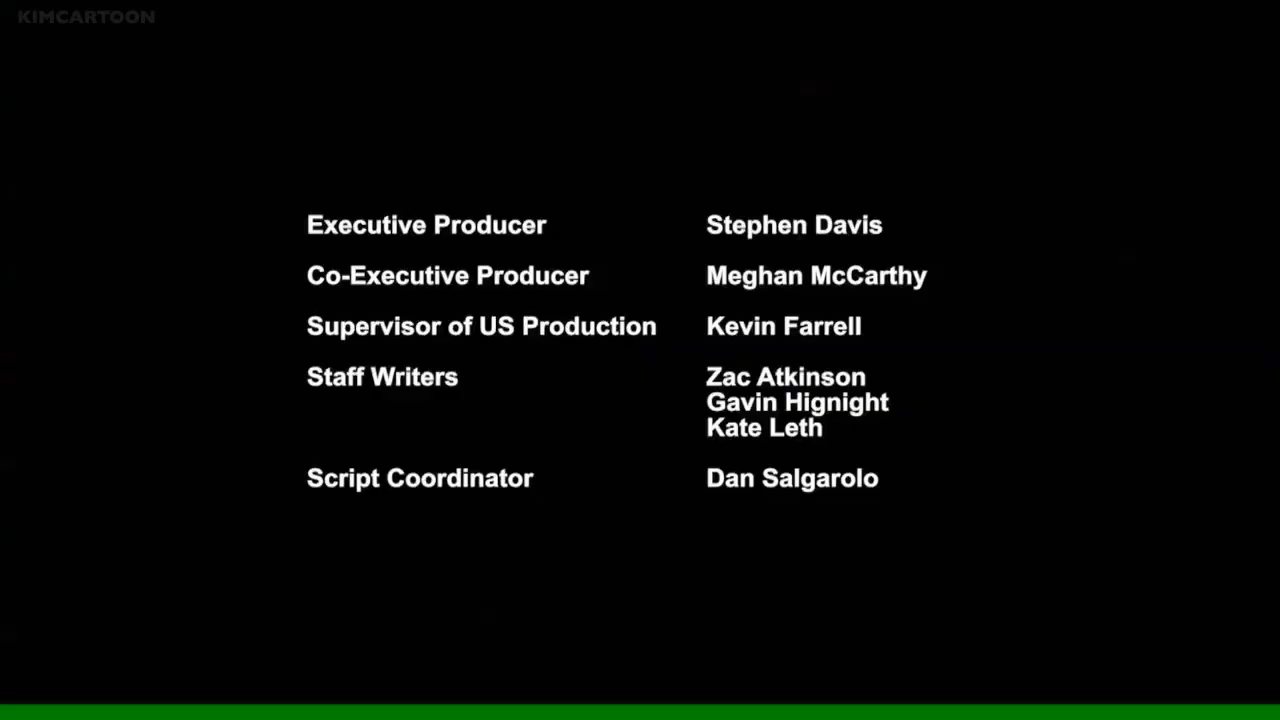 KIMCARTOON
Executive Producer Stephen Davis
Co-Executive Producer Meghan McCarthy
Supervisor of US Production Kevin Farrell
Staff Writers Zac Atkinson
Gavin Hignight
Kate Leth
Script Coordinator Dan Salgarolo